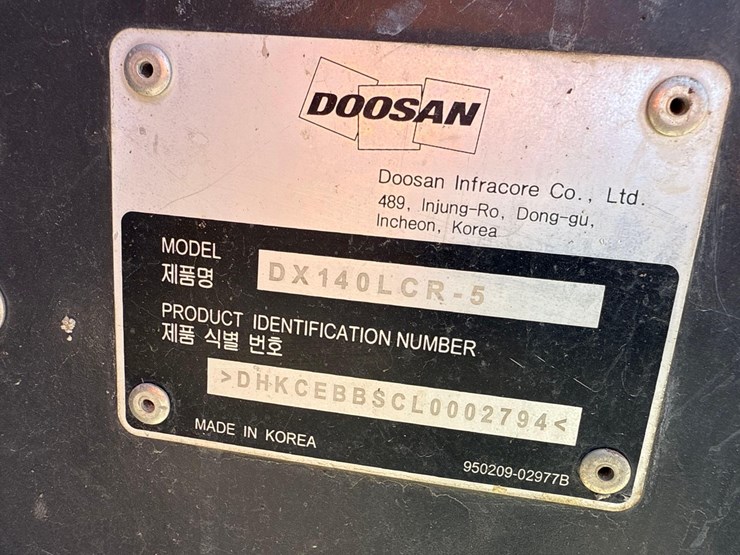 DOOSAN
Doosan Infracore Co., Ltd.
489, Injung-Ro, Dong-gu,
Incheon, Korea
MODEL
제품명
DX140LCR-5
PRODUCT IDENTIFICATION NUMBER
제품 식별 번호
>DHKCEBBSCL0002794<
MADE IN KOREA
950209-02977B